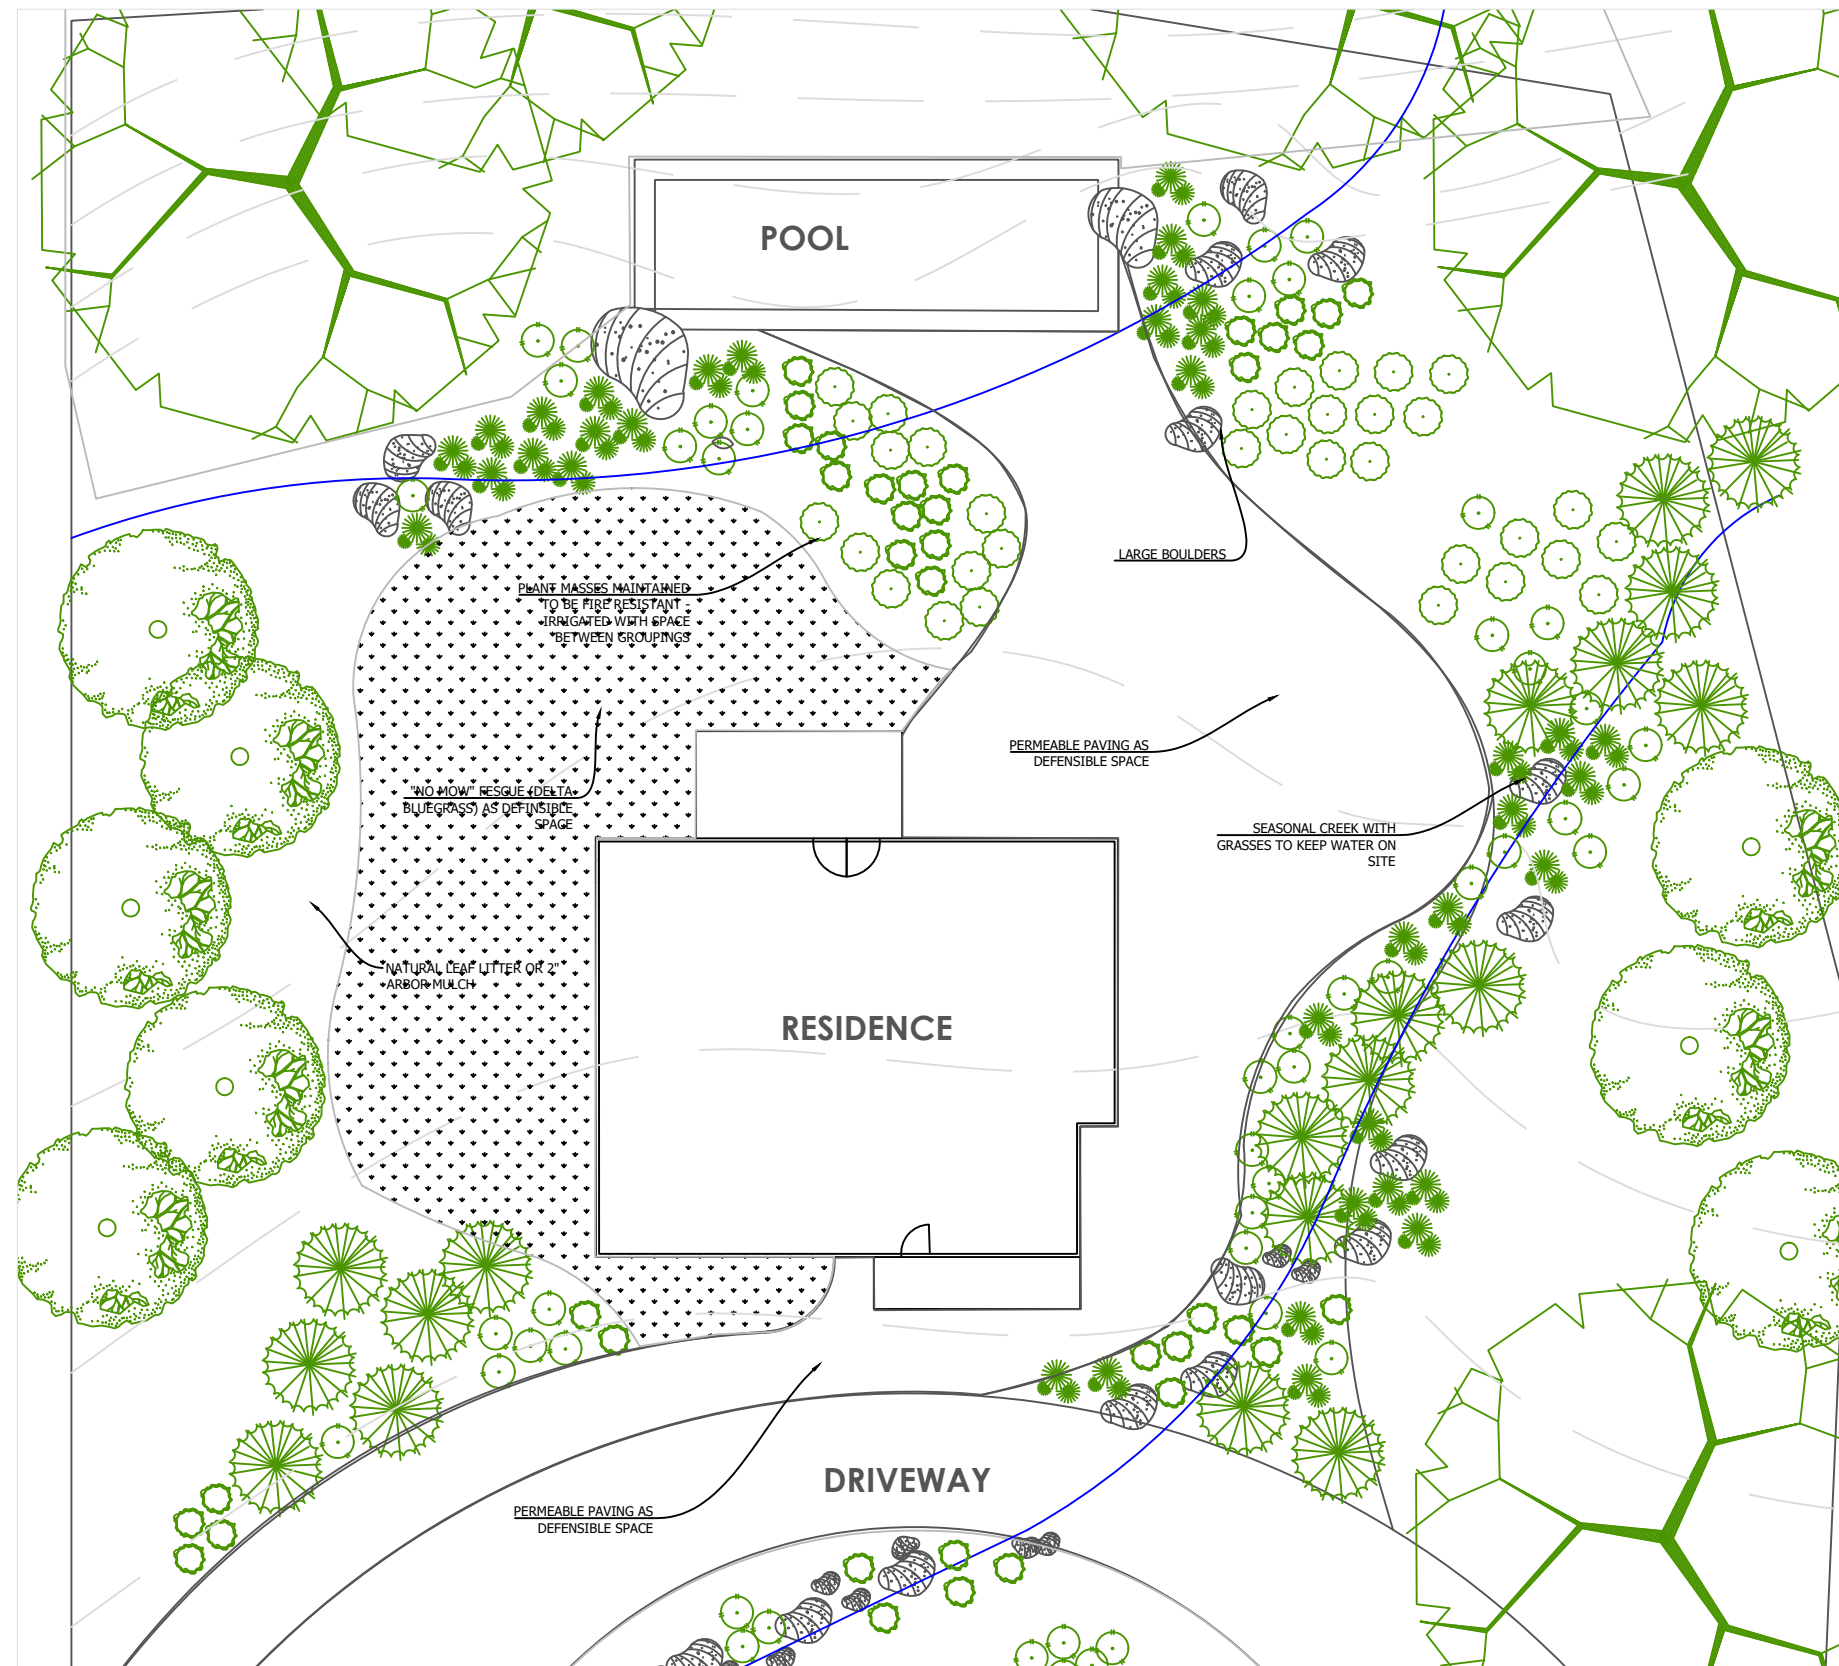 POOL
LARGE BOULDERS
PLANT MASSES MAINTAINED
TO BE FIRE RESISTANT -
IRRIGATED WITH SPACE
BETWEEN GROUPINGS
PERMEABLE PAVING AS
DEFENSIBLE SPACE
"NO MOW" FESCUE (DELTA
BLUEGRASS) AS DEFINSIBLE
SPACE
SEASONAL CREEK WITH
GRASSES TO KEEP WATER ON
SITE
NATURAL LEAF LITTER OR 2"
ARBOR MULCH
RESIDENCE
DRIVEWAY
PERMEABLE PAVING AS
DEFENSIBLE SPACE